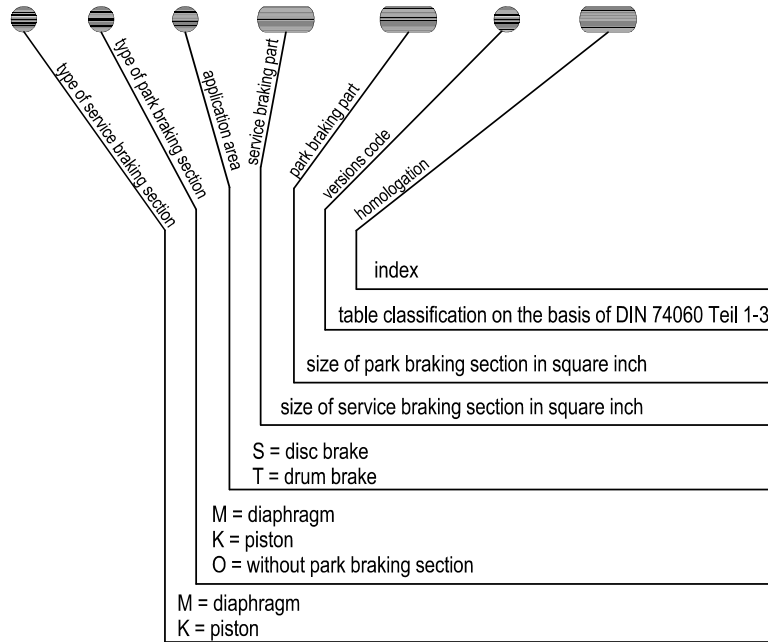 type of service braking section
type of park braking section
application area
service braking part
park braking part
versions code
homologation
index
table classification on the basis of DIN 74060 Teil 1-3
size of park braking section in square inch
size of service braking section in square inch
S = disc brake
T = drum brake
M = diaphragm
K = piston
O = without park braking section
M = diaphragm
K = piston